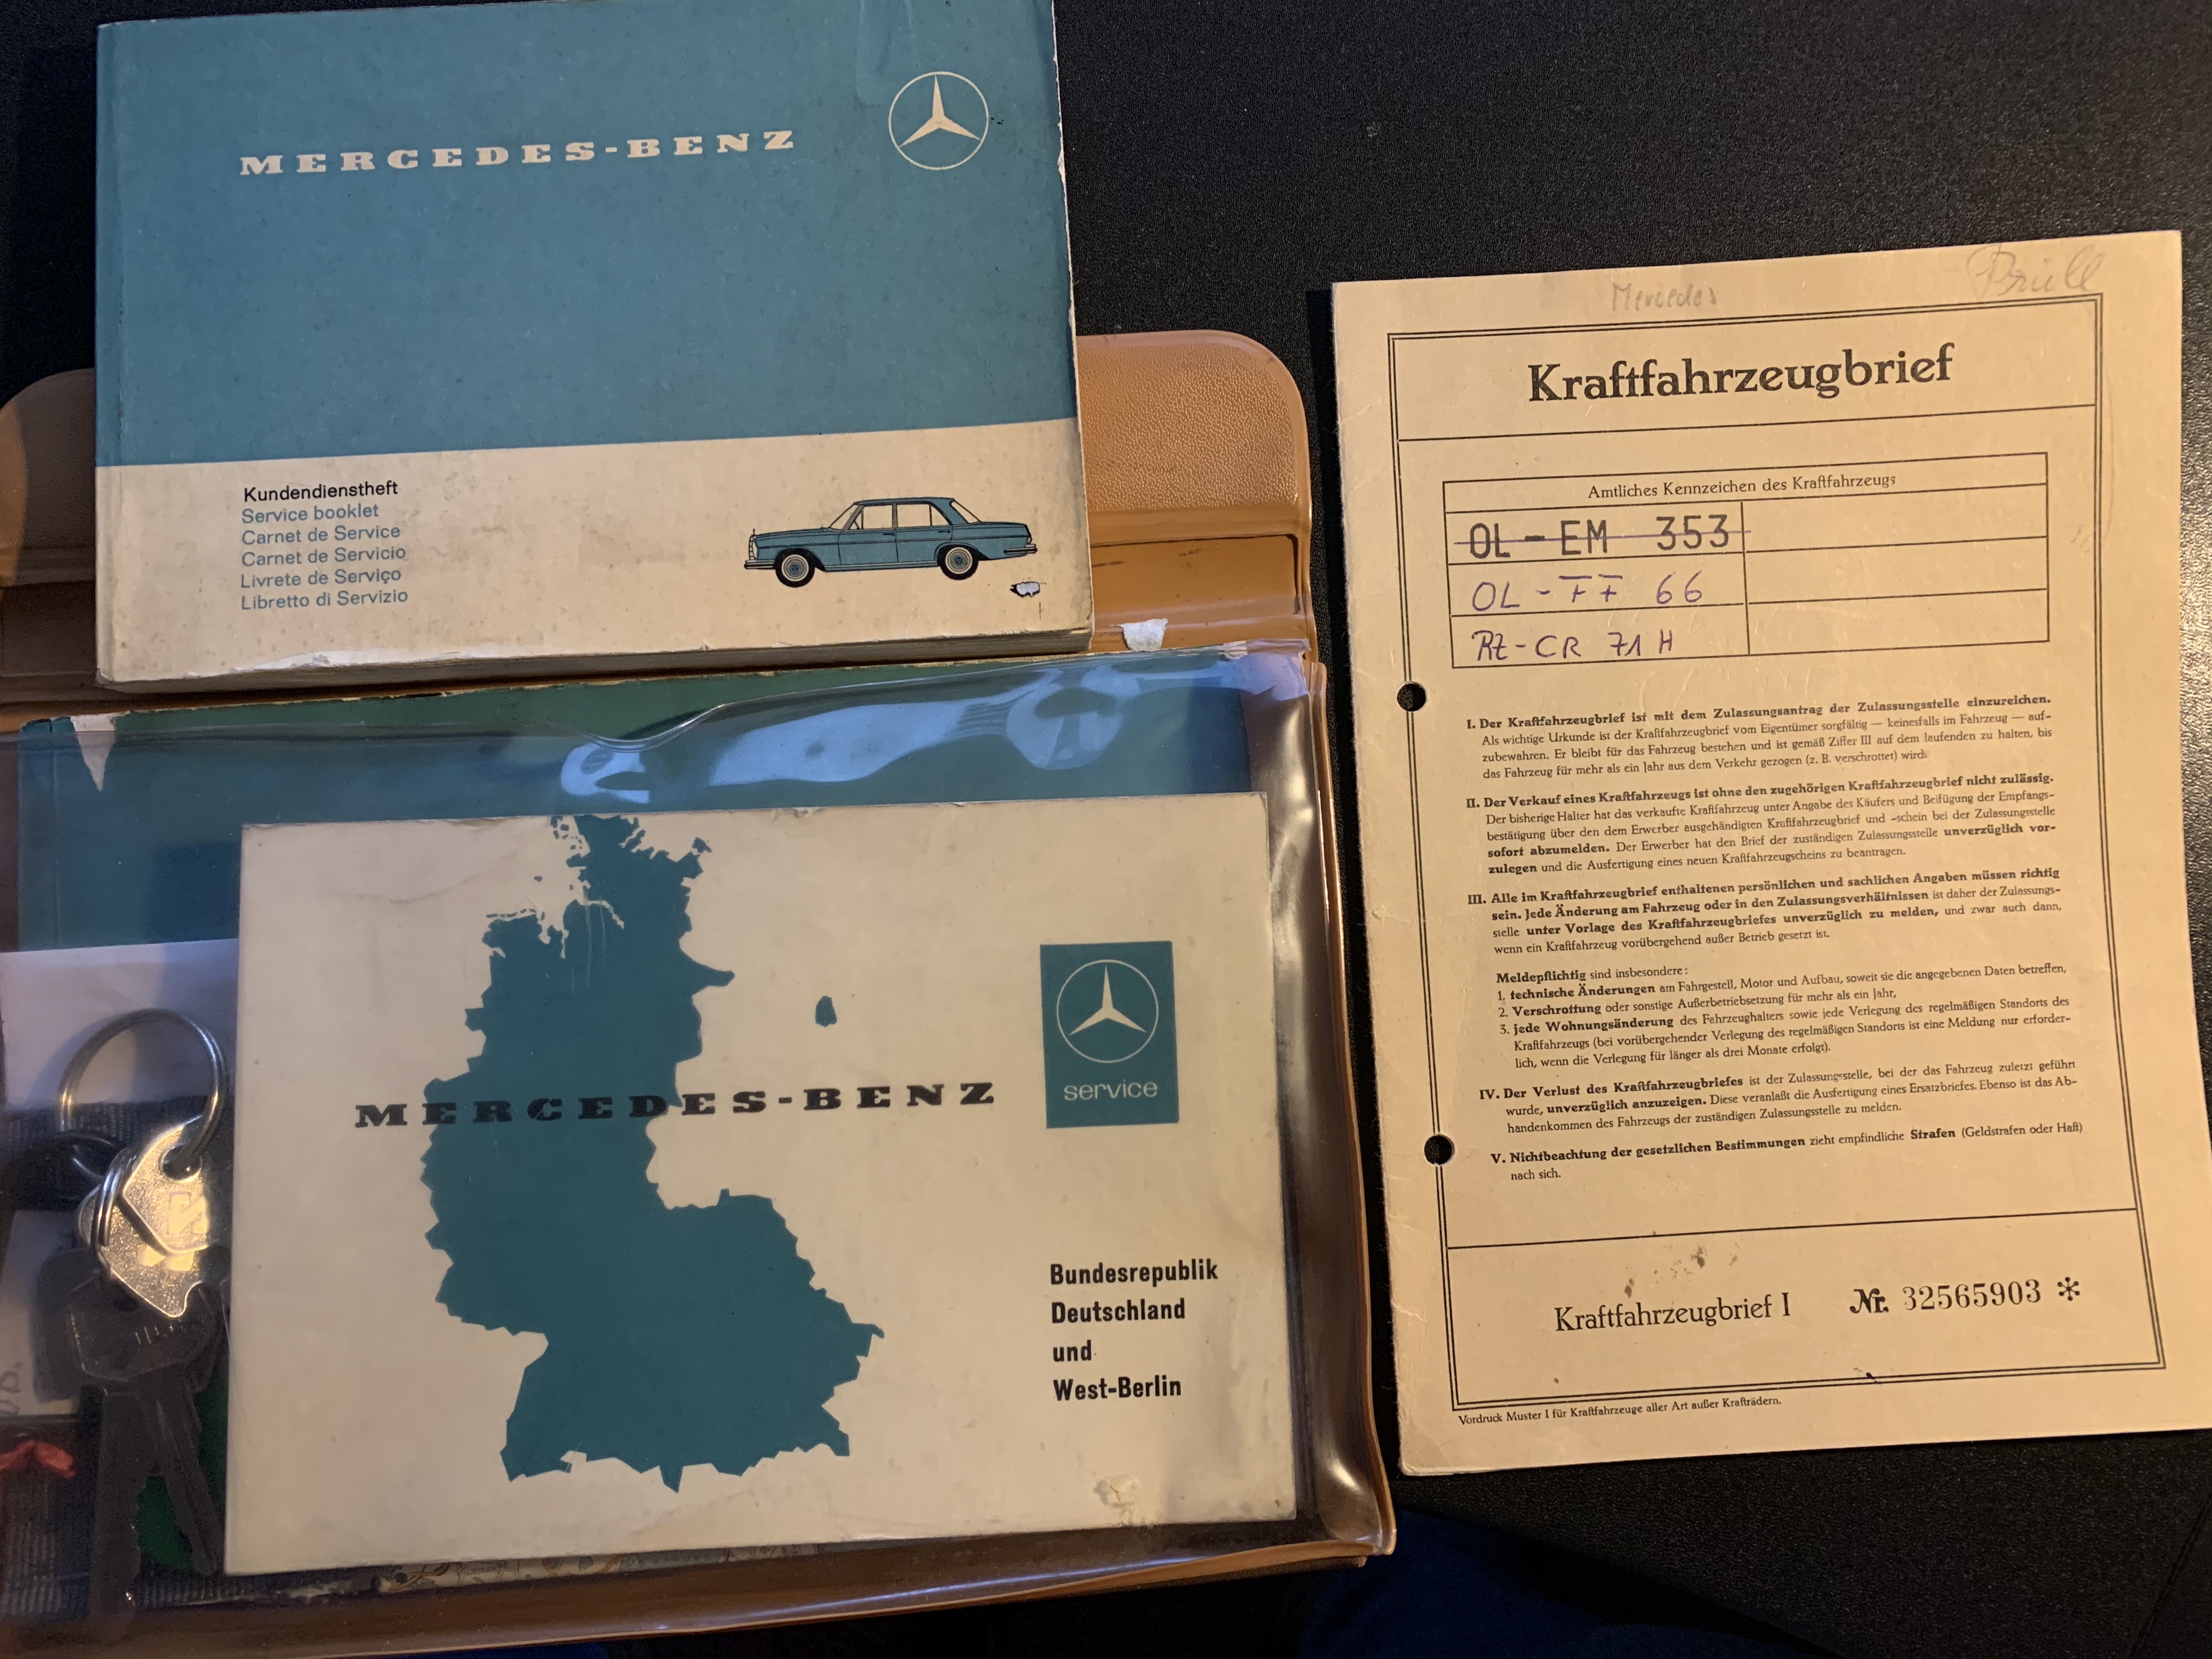 MERCEDES-BENZ
Kundendienstheft
Service booklet
Carnet de Service
Carnet de Servicio
Livrete de Serviço
Libretto di Servizio
MERCEDES-BENZ
service
Bundesrepublik
Deutschland
und
West-Berlin
Mercedes
Kraftfahrzeugbrief
Amtliches Kennzeichen des Kraftfahrzeugs
OL-EM 353
OL-FF 66
RZ-CR 71 H
I. Der Kraftfahrzeugbrief ist mit dem Zulassungsantrag der Zulassungsstelle einzureichen.
Als wichtige Urkunde ist der Kraftfahrzeugbrief vom Eigentümer sorgfältig — keinesfalls im Fahrzeug — auf-
zubewahren. Er bleibt für das Fahrzeug bestehen und ist gemäß Ziffer III auf dem laufenden zu halten, bis
das Fahrzeug für mehr als ein Jahr aus dem Verkehr gezogen (z. B. verschrottet) wird.
II. Der Verkauf eines Kraftfahrzeugs ist ohne den zugehörigen Kraftfahrzeugbrief nicht zulässig.
Der bisherige Halter hat das verkaufte Kraftfahrzeug unter Angabe des Käufers und Beifügung der Empfangs-
bestätigung über den dem Erwerber ausgehändigten Kraftfahrzeugbrief und -schein bei der Zulassungsstelle
sofort abzumelden. Der Erwerber hat den Brief der zuständigen Zulassungsstelle unverzüglich vor-
zulegen und die Ausfertigung eines neuen Kraftfahrzeugscheins zu beantragen.
III. Alle im Kraftfahrzeugbrief enthaltenen persönlichen und sachlichen Angaben müssen richtig
sein. Jede Änderung am Fahrzeug oder in den Zulassungsverhältnissen ist daher der Zulassungs-
stelle unter Vorlage des Kraftfahrzeugbriefes unverzüglich zu melden, und zwar auch dann,
wenn ein Kraftfahrzeug vorübergehend außer Betrieb gesetzt ist.
Meldepflichtig sind insbesondere:
1. technische Änderungen am Fahrgestell, Motor und Aufbau, soweit sie die angegebenen Daten betreffen,
2. Verschrottung oder sonstige Außerbetriebsetzung für mehr als ein Jahr,
3. jede Wohnungsänderung des Fahrzeughalters sowie jede Verlegung des regelmäßigen Standorts des
Kraftfahrzeugs (bei vorübergehender Verlegung des regelmäßigen Standorts ist eine Meldung nur erforder-
lich, wenn die Verlegung für länger als drei Monate erfolgt).
IV. Der Verlust des Kraftfahrzeugbriefes ist der Zulassungsstelle, bei der das Fahrzeug zuletzt geführt
wurde, unverzüglich anzuzeigen. Diese veranlaßt die Ausfertigung eines Ersatzbriefes. Ebenso ist das Ab-
handenkommen des Fahrzeugs der zuständigen Zulassungsstelle zu melden.
V. Nichtbeachtung der gesetzlichen Bestimmungen zieht empfindliche Strafen (Geldstrafen oder Haft)
nach sich.
Kraftfahrzeugbrief I Nr. 32565903 *
Vordruck Muster I für Kraftfahrzeuge aller Art außer Krafträdern.